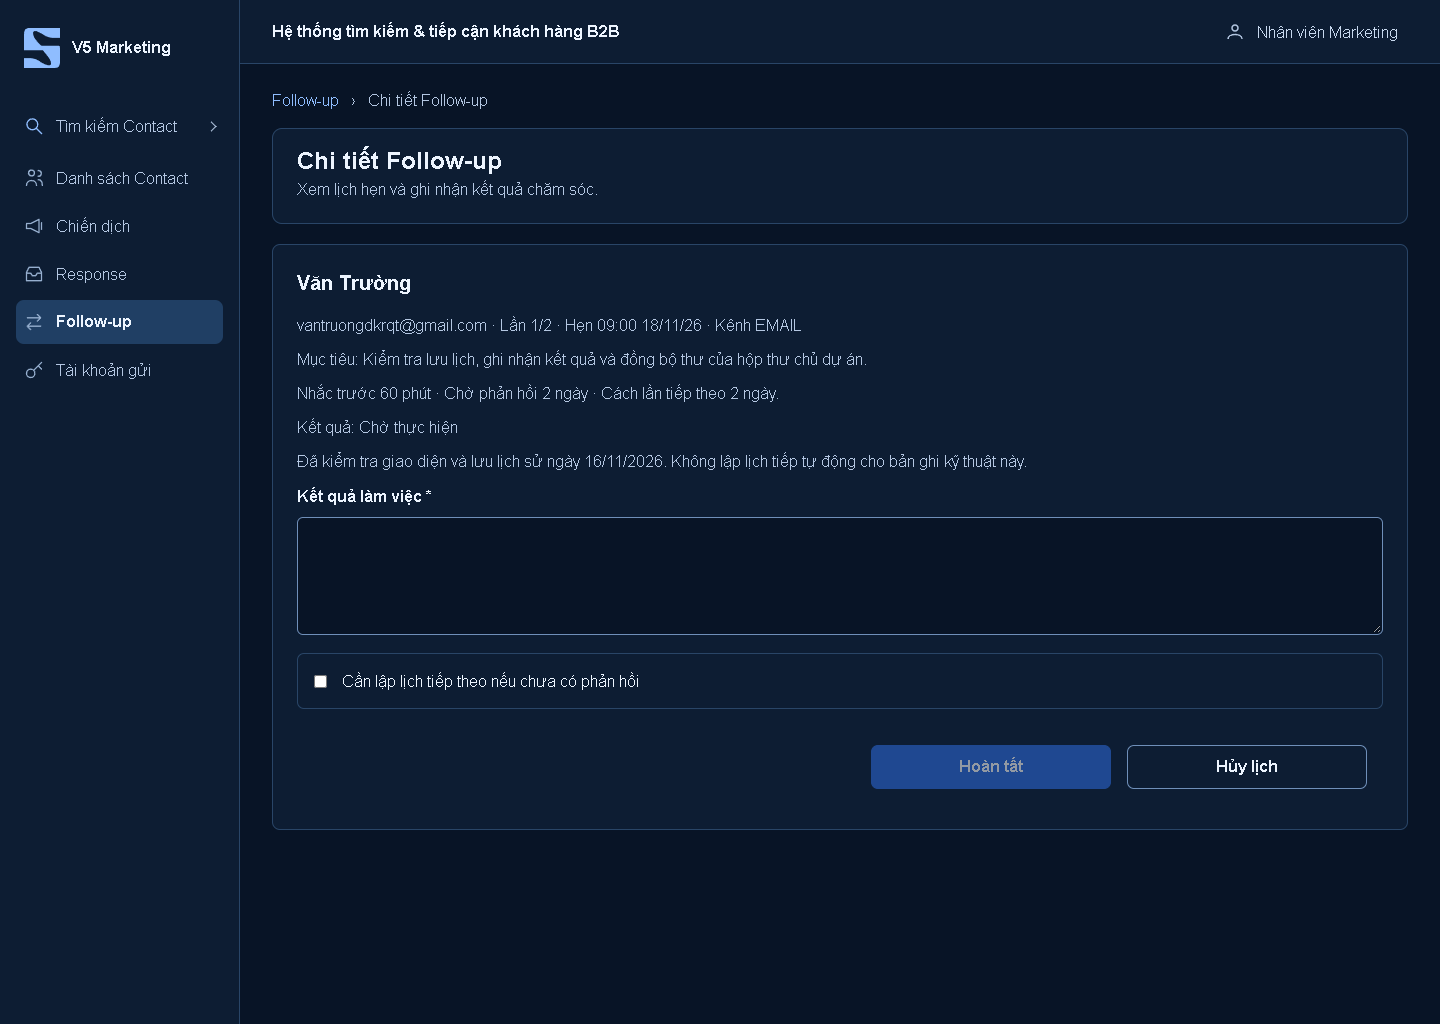 V5 Marketing
Hệ thống tìm kiếm & tiếp cận khách hàng B2B
Nhân viên Marketing
Tìm kiếm Contact
Danh sách Contact
Chiến dịch
Response
Follow-up
Tài khoản gửi
Follow-up › Chi tiết Follow-up
Chi tiết Follow-up
Xem lịch hẹn và ghi nhận kết quả chăm sóc.
Văn Trường
vantruongdkrqt@gmail.com · Lần 1/2 · Hẹn 09:00 18/11/26 · Kênh EMAIL
Mục tiêu: Kiểm tra lưu lịch, ghi nhận kết quả và đồng bộ thư của hộp thư chủ dự án.
Nhắc trước 60 phút · Chờ phản hồi 2 ngày · Cách lần tiếp theo 2 ngày.
Kết quả: Chờ thực hiện
Đã kiểm tra giao diện và lưu lịch sử ngày 16/11/2026. Không lập lịch tiếp tự động cho bản ghi kỹ thuật này.
Kết quả làm việc *
Cần lập lịch tiếp theo nếu chưa có phản hồi
Hoàn tất
Hủy lịch